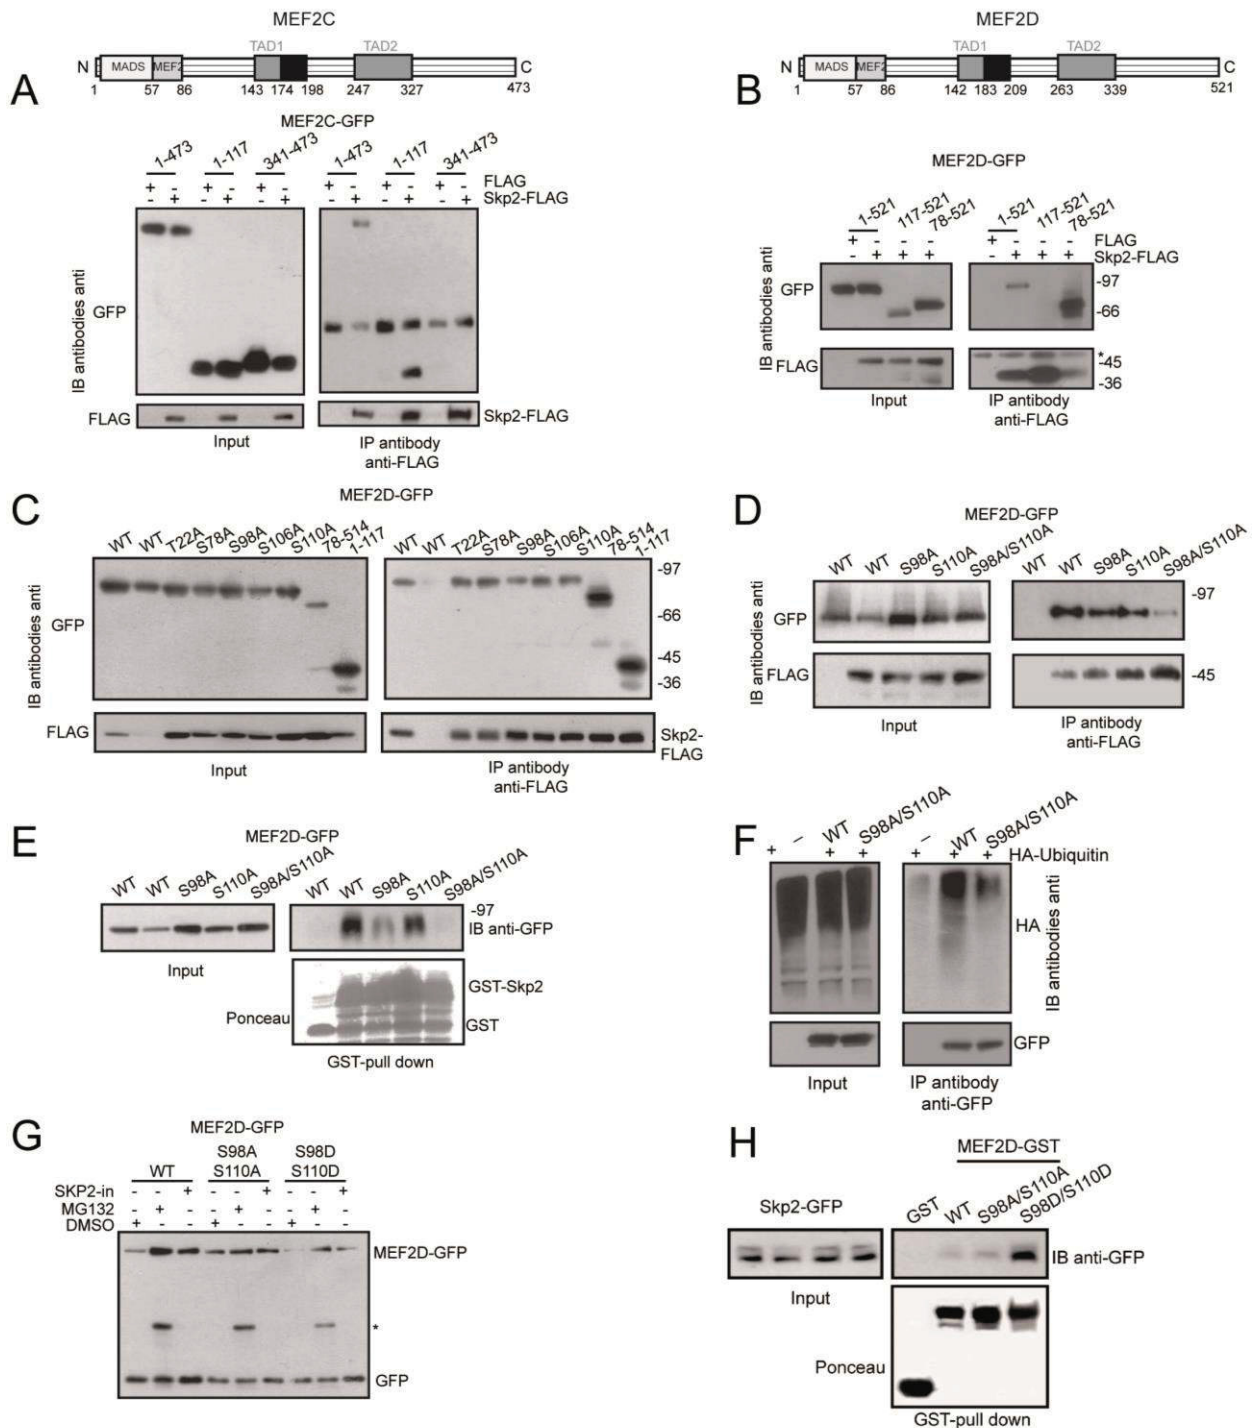 MEF2C
TAD1 TAD2
N MADS MEF2 C
1 57 86 143 174 198 247 327 473
A
MEF2C-GFP
1-473 1-117 341-473 1-473 1-117 341-473
+ - + - + - + - + - + - FLAG
- + - + - + - + - + - + Skp2-FLAG
IB antibodies anti
GFP
FLAG
Skp2-FLAG
Input
IP antibody
anti-FLAG
MEF2D
TAD1 TAD2
N MADS MEF2 C
1 57 86 142 183 209 263 339 521
B
MEF2D-GFP
1-521 117-521 78-521 1-521 117-521 78-521
+ - - - + - - - FLAG
- + + + - + + + Skp2-FLAG
IB antibodies anti
GFP
-97
-66
FLAG
*
-45
-36
Input
IP antibody
anti-FLAG
C
MEF2D-GFP
WT WT T22A S78A S98A S106A S110A 78-514 1-117 WT WT T22A S78A S98A S106A S110A 78-514 1-117
IB antibodies anti
GFP
-97
-66
-45
-36
FLAG
Skp2-
FLAG
Input
IP antibody
anti-FLAG
D
MEF2D-GFP
WT WT S98A S110A S98A/S110A WT WT S98A S110A S98A/S110A
IB antibodies anti
GFP
-97
FLAG
-45
Input
IP antibody
anti-FLAG
E
MEF2D-GFP
WT WT S98A S110A S98A/S110A WT WT S98A S110A S98A/S110A
-97
IB anti-GFP
Input
Ponceau
GST-Skp2
GST
GST-pull down
F
– WT S98A/S110A – WT S98A/S110A
+ + + + + + HA-Ubiquitin
HA
IB antibodies anti
GFP
Input
IP antibody
anti-GFP
G
MEF2D-GFP
WT S98A S98D
S110A S110D
SKP2-in - - + - - + - - +
MG132 - + - - + - - + -
DMSO + - - + - - + - -
MEF2D-GFP
*
GFP
H
MEF2D-GST
Skp2-GFP
GST WT S98A/S110A S98D/S110D
IB anti-GFP
Input
Ponceau
GST-pull down